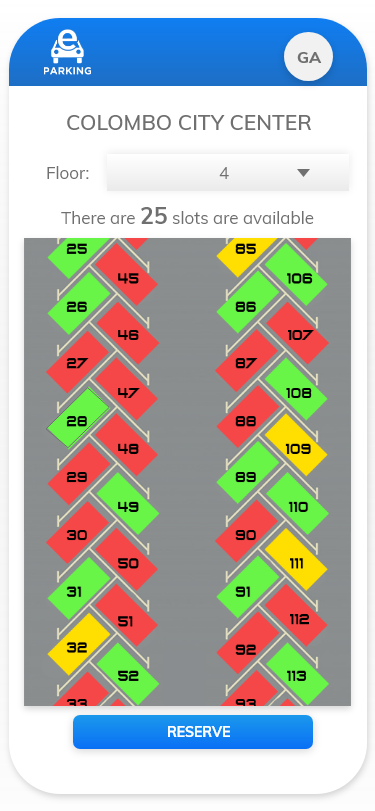 e
PARKING
GA
COLOMBO CITY CENTER
Floor: 4
There are 25 slots are available
25 85
45 106
26 86
46 107
27 87
47 108
28 88
48 109
29 89
49 110
30 90
50 111
31 91
51 112
32 92
52 113
33 93
RESERVE